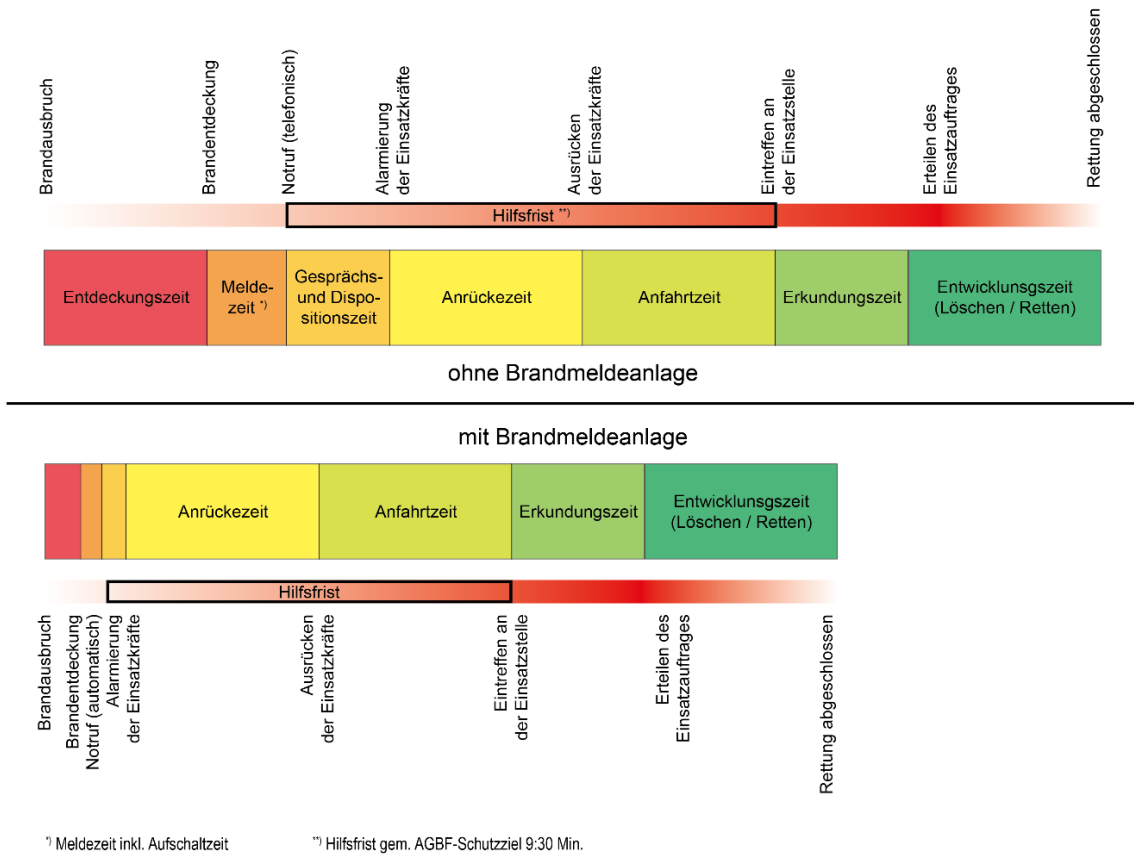 Brandausbruch
Brandentdeckung
Notruf (telefonisch)
Alarmierung
der Einsatzkräfte
Ausrücken
der Einsatzkräfte
Eintreffen an
der Einsatzstelle
Erteilen des
Einsatzauftrages
Rettung abgeschlossen
Hilfsfrist **)
Entdeckungszeit
Melde-
zeit *)
Gesprächs-
und Dispo-
sitionszeit
Anrückezeit
Anfahrtzeit
Erkundungszeit
Entwicklunsgszeit
(Löschen / Retten)
ohne Brandmeldeanlage
mit Brandmeldeanlage
Anrückezeit
Anfahrtzeit
Erkundungszeit
Entwicklunsgszeit
(Löschen / Retten)
Hilfsfrist
Brandausbruch
Brandentdeckung
Notruf (automatisch)
Alarmierung
der Einsatzkräfte
Ausrücken
der Einsatzkräfte
Eintreffen an
der Einsatzstelle
Erteilen des
Einsatzauftrages
Rettung abgeschlossen
*) Meldezeit inkl. Aufschaltzeit
**) Hilfsfrist gem. AGBF-Schutzziel 9:30 Min.